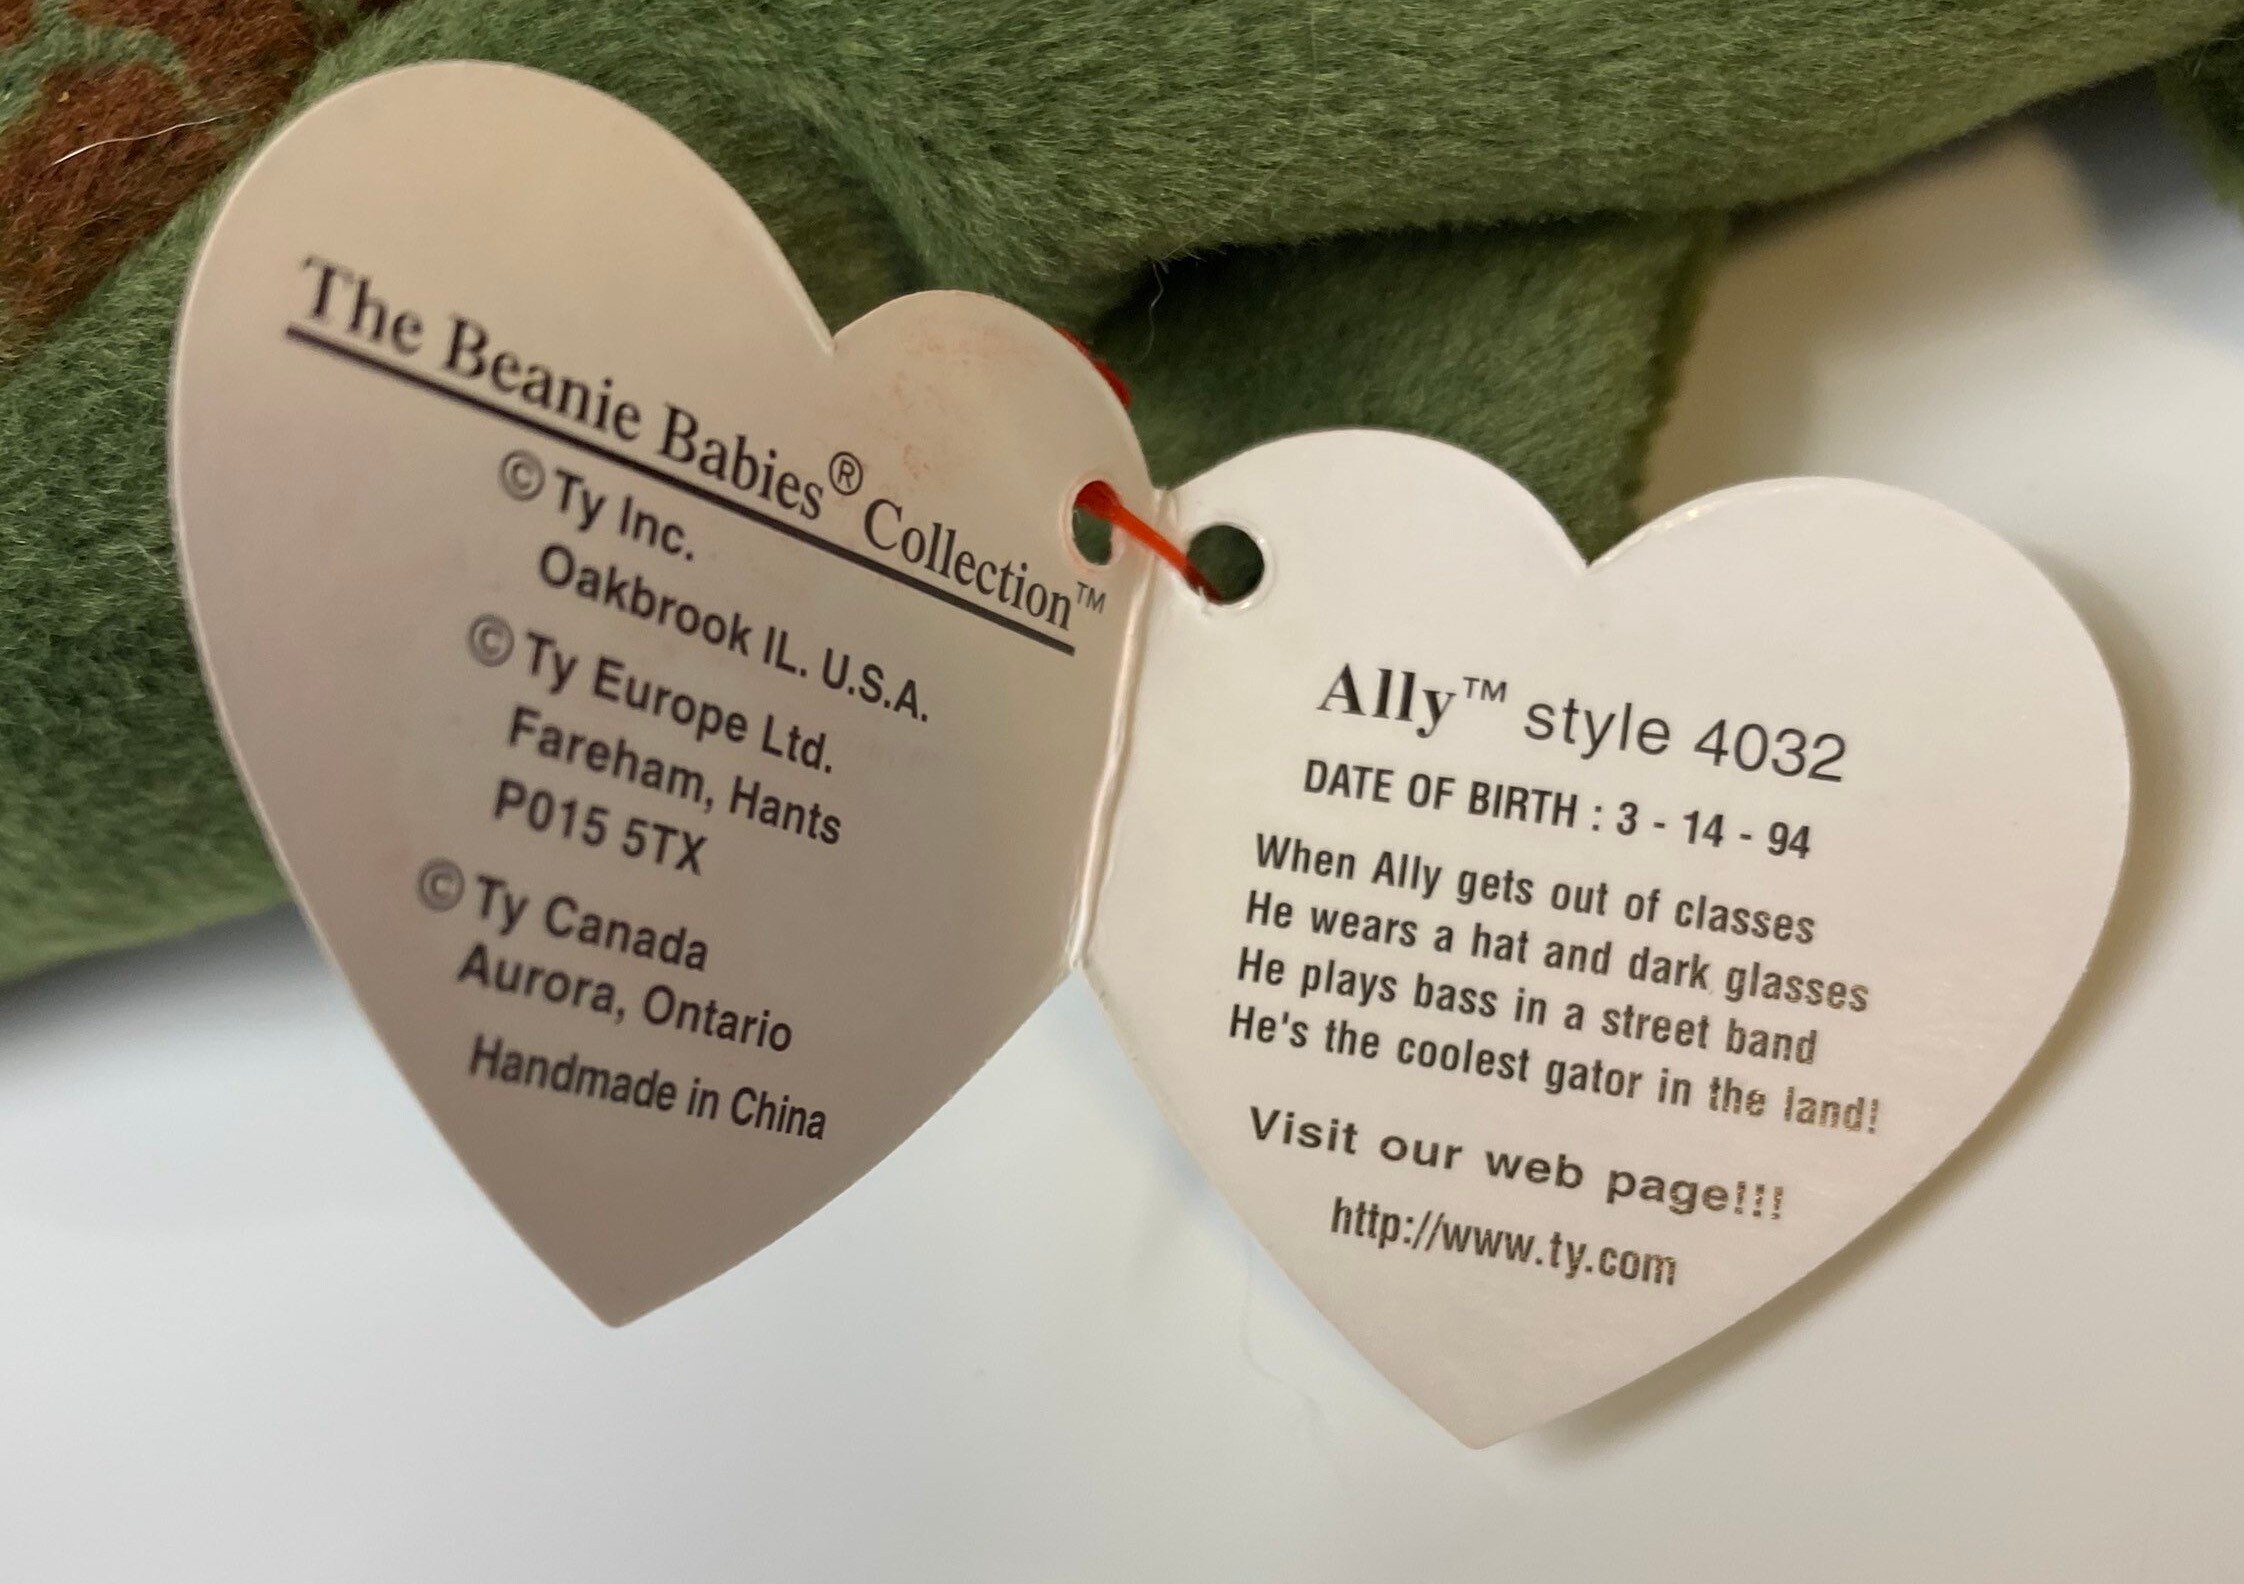 The Beanie Babies® Collection™
© Ty Inc.
Oakbrook IL. U.S.A.
© Ty Europe Ltd.
Fareham, Hants
P015 5TX
© Ty Canada
Aurora, Ontario
Handmade in China
Ally™ style 4032
DATE OF BIRTH : 3 - 14 - 94
When Ally gets out of classes
He wears a hat and dark glasses
He plays bass in a street band
He's the coolest gator in the land!
Visit our web page!!!
http://www.ty.com